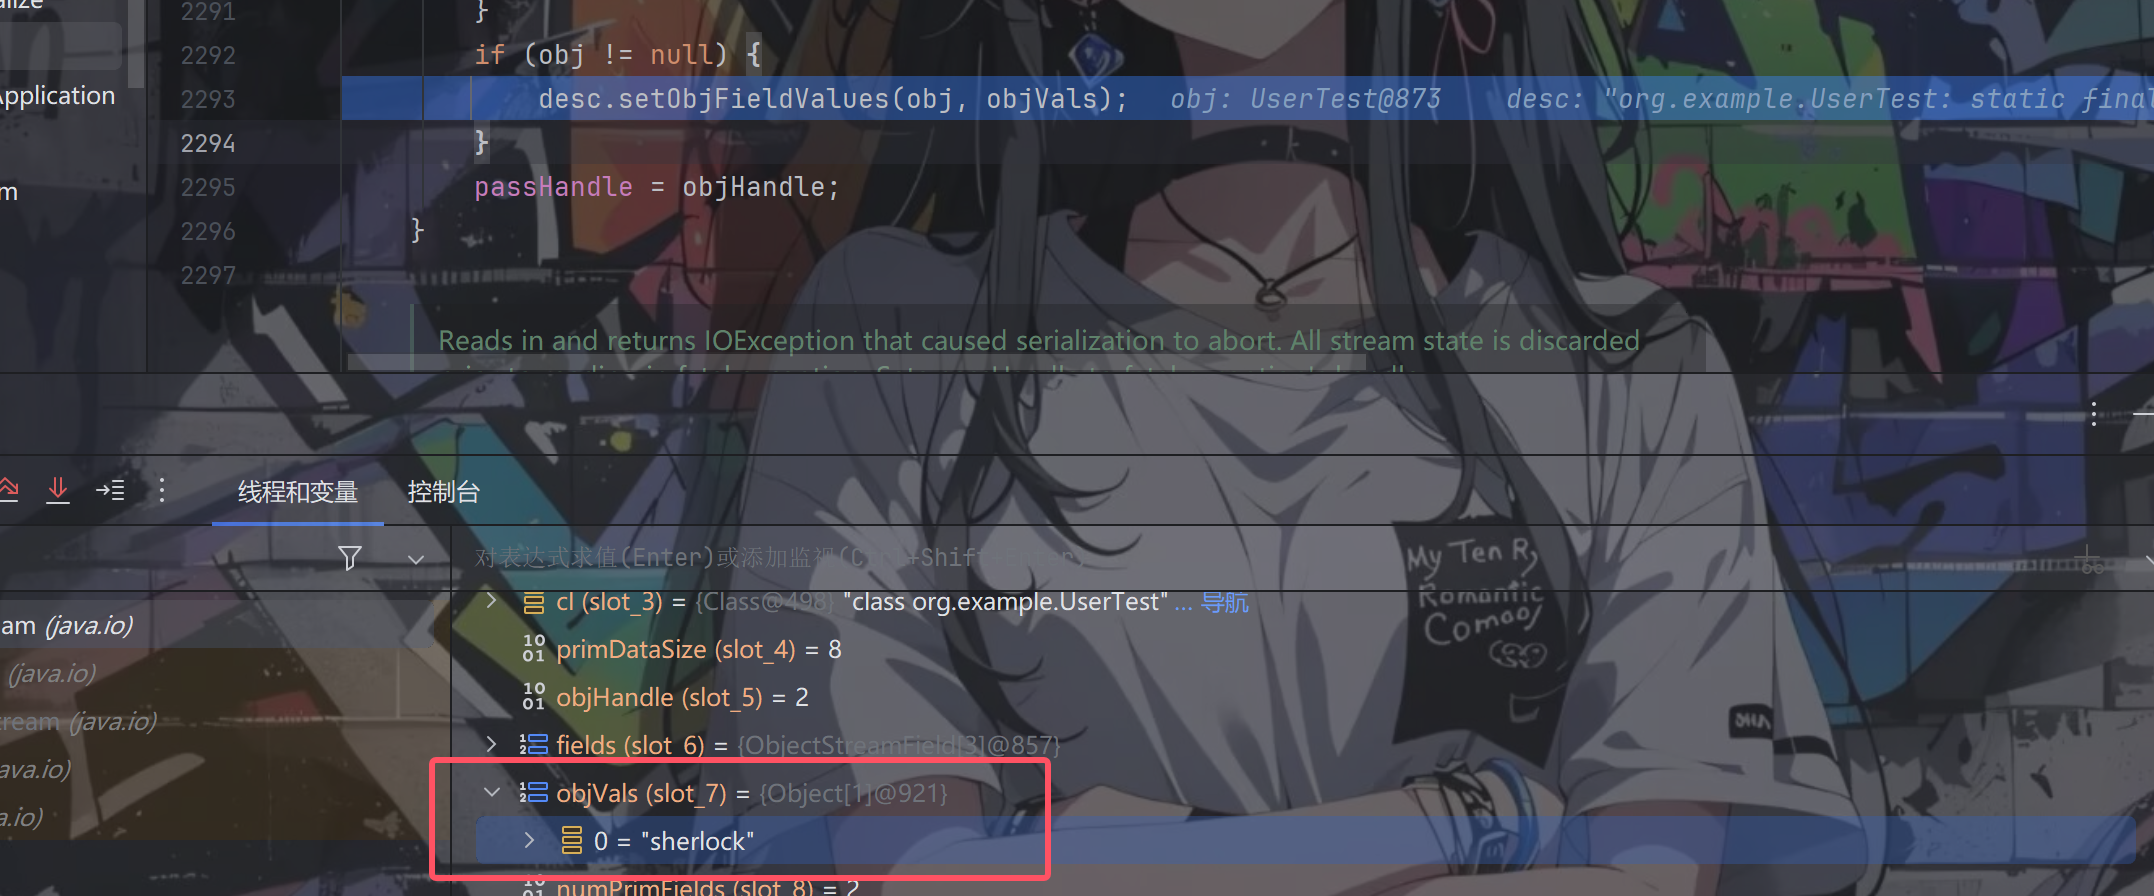 alize
2291 }
2292 if (obj != null) {
Application
2293 desc.setObjFieldValues(obj, objVals); obj: UserTest@873 desc: "org.example.UserTest: static final
2294 }
m
2295 passHandle = objHandle;
2296 }
2297
Reads in and returns IOException that caused serialization to abort. All stream state is discarded
线程和变量 控制台
对表达式求值(Enter)或添加监视(Ctrl+Shift+Enter)
cl (slot_3) = {Class@498} "class org.example.UserTest" ... 导航
am (java.io)
primDataSize (slot_4) = 8
(java.io)
objHandle (slot_5) = 2
tream (java.io)
fields (slot_6) = {ObjectStreamField[3]@857}
ava.io)
objVals (slot_7) = {Object[1]@921}
a.io)
0 = "sherlock"
numPrimFields (slot_8) = 2
My Ten R
Romantic